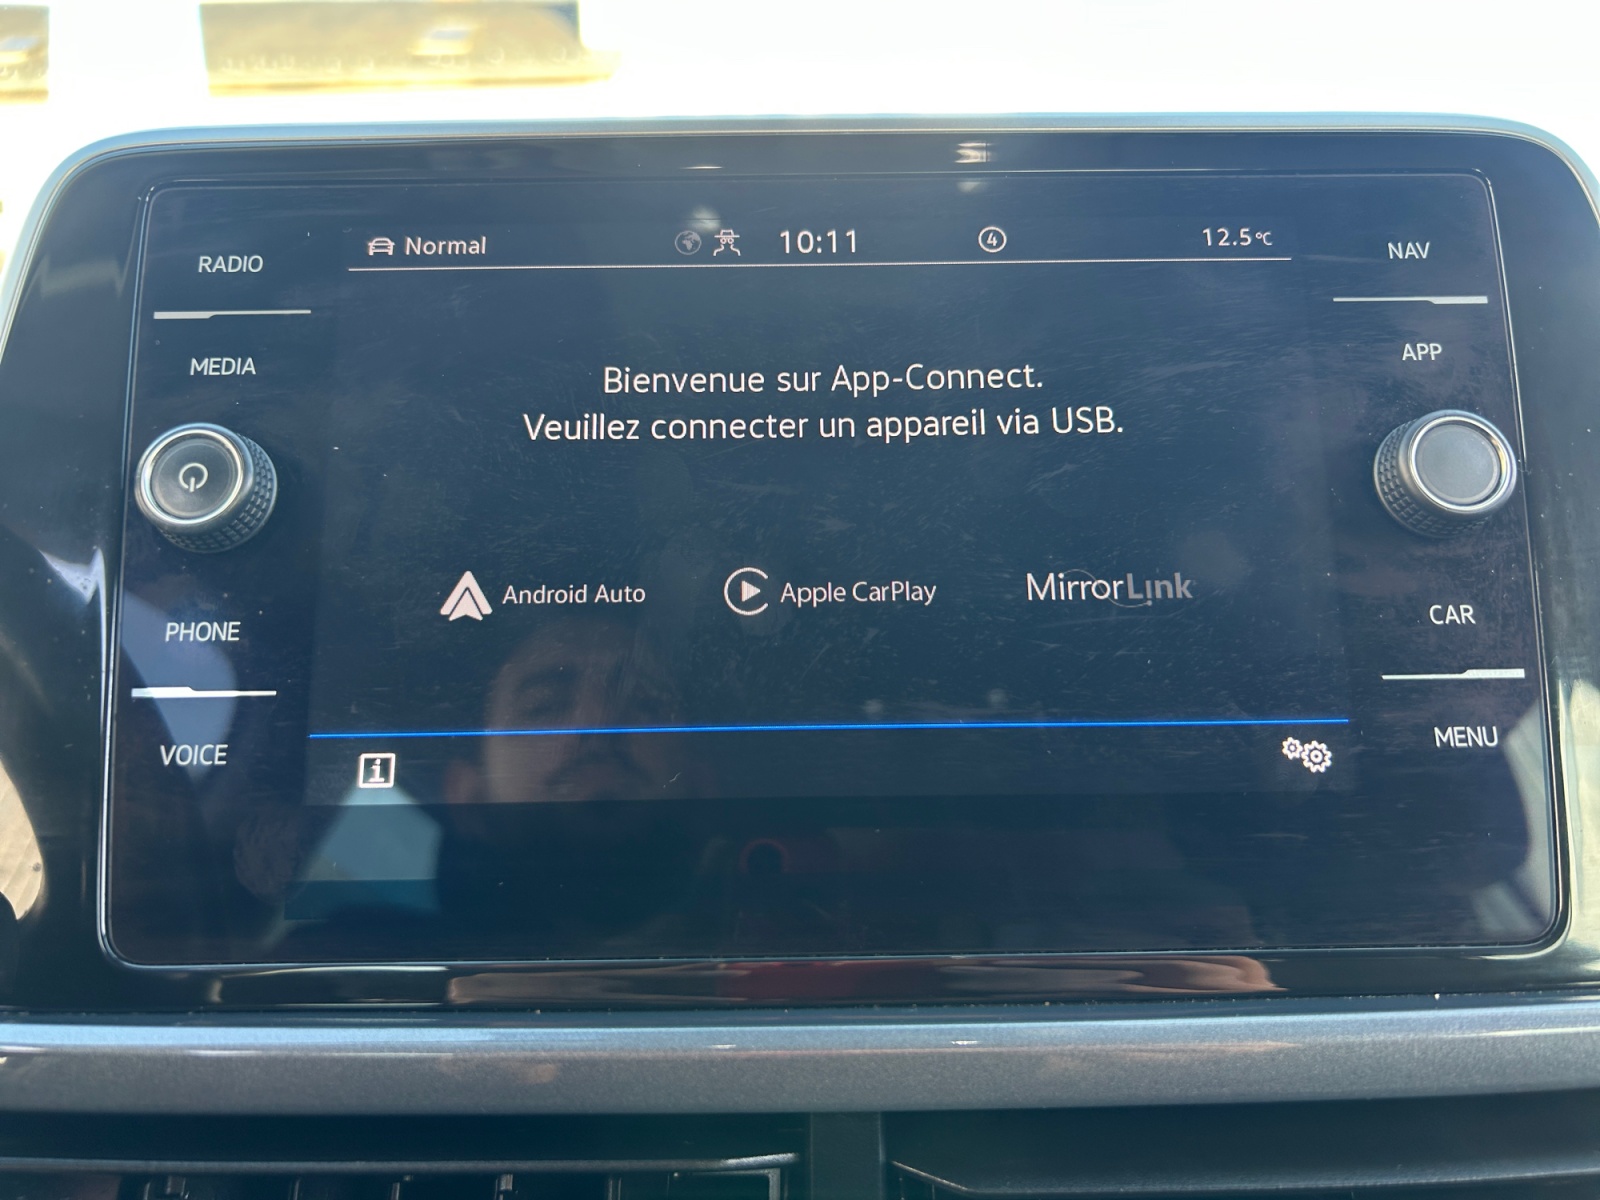 RADIO
MEDIA
PHONE
VOICE
Normal
10:11
4
12.5°C
Bienvenue sur App-Connect.
Veuillez connecter un appareil via USB.
Android Auto
Apple CarPlay
MirrorLink
i
NAV
APP
CAR
MENU